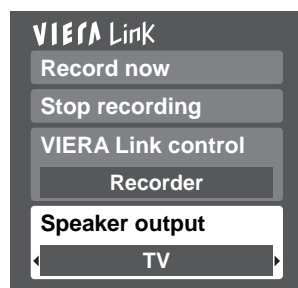 VIERA Link
Record now
Stop recording
VIERA Link control
Recorder
Speaker output
TV